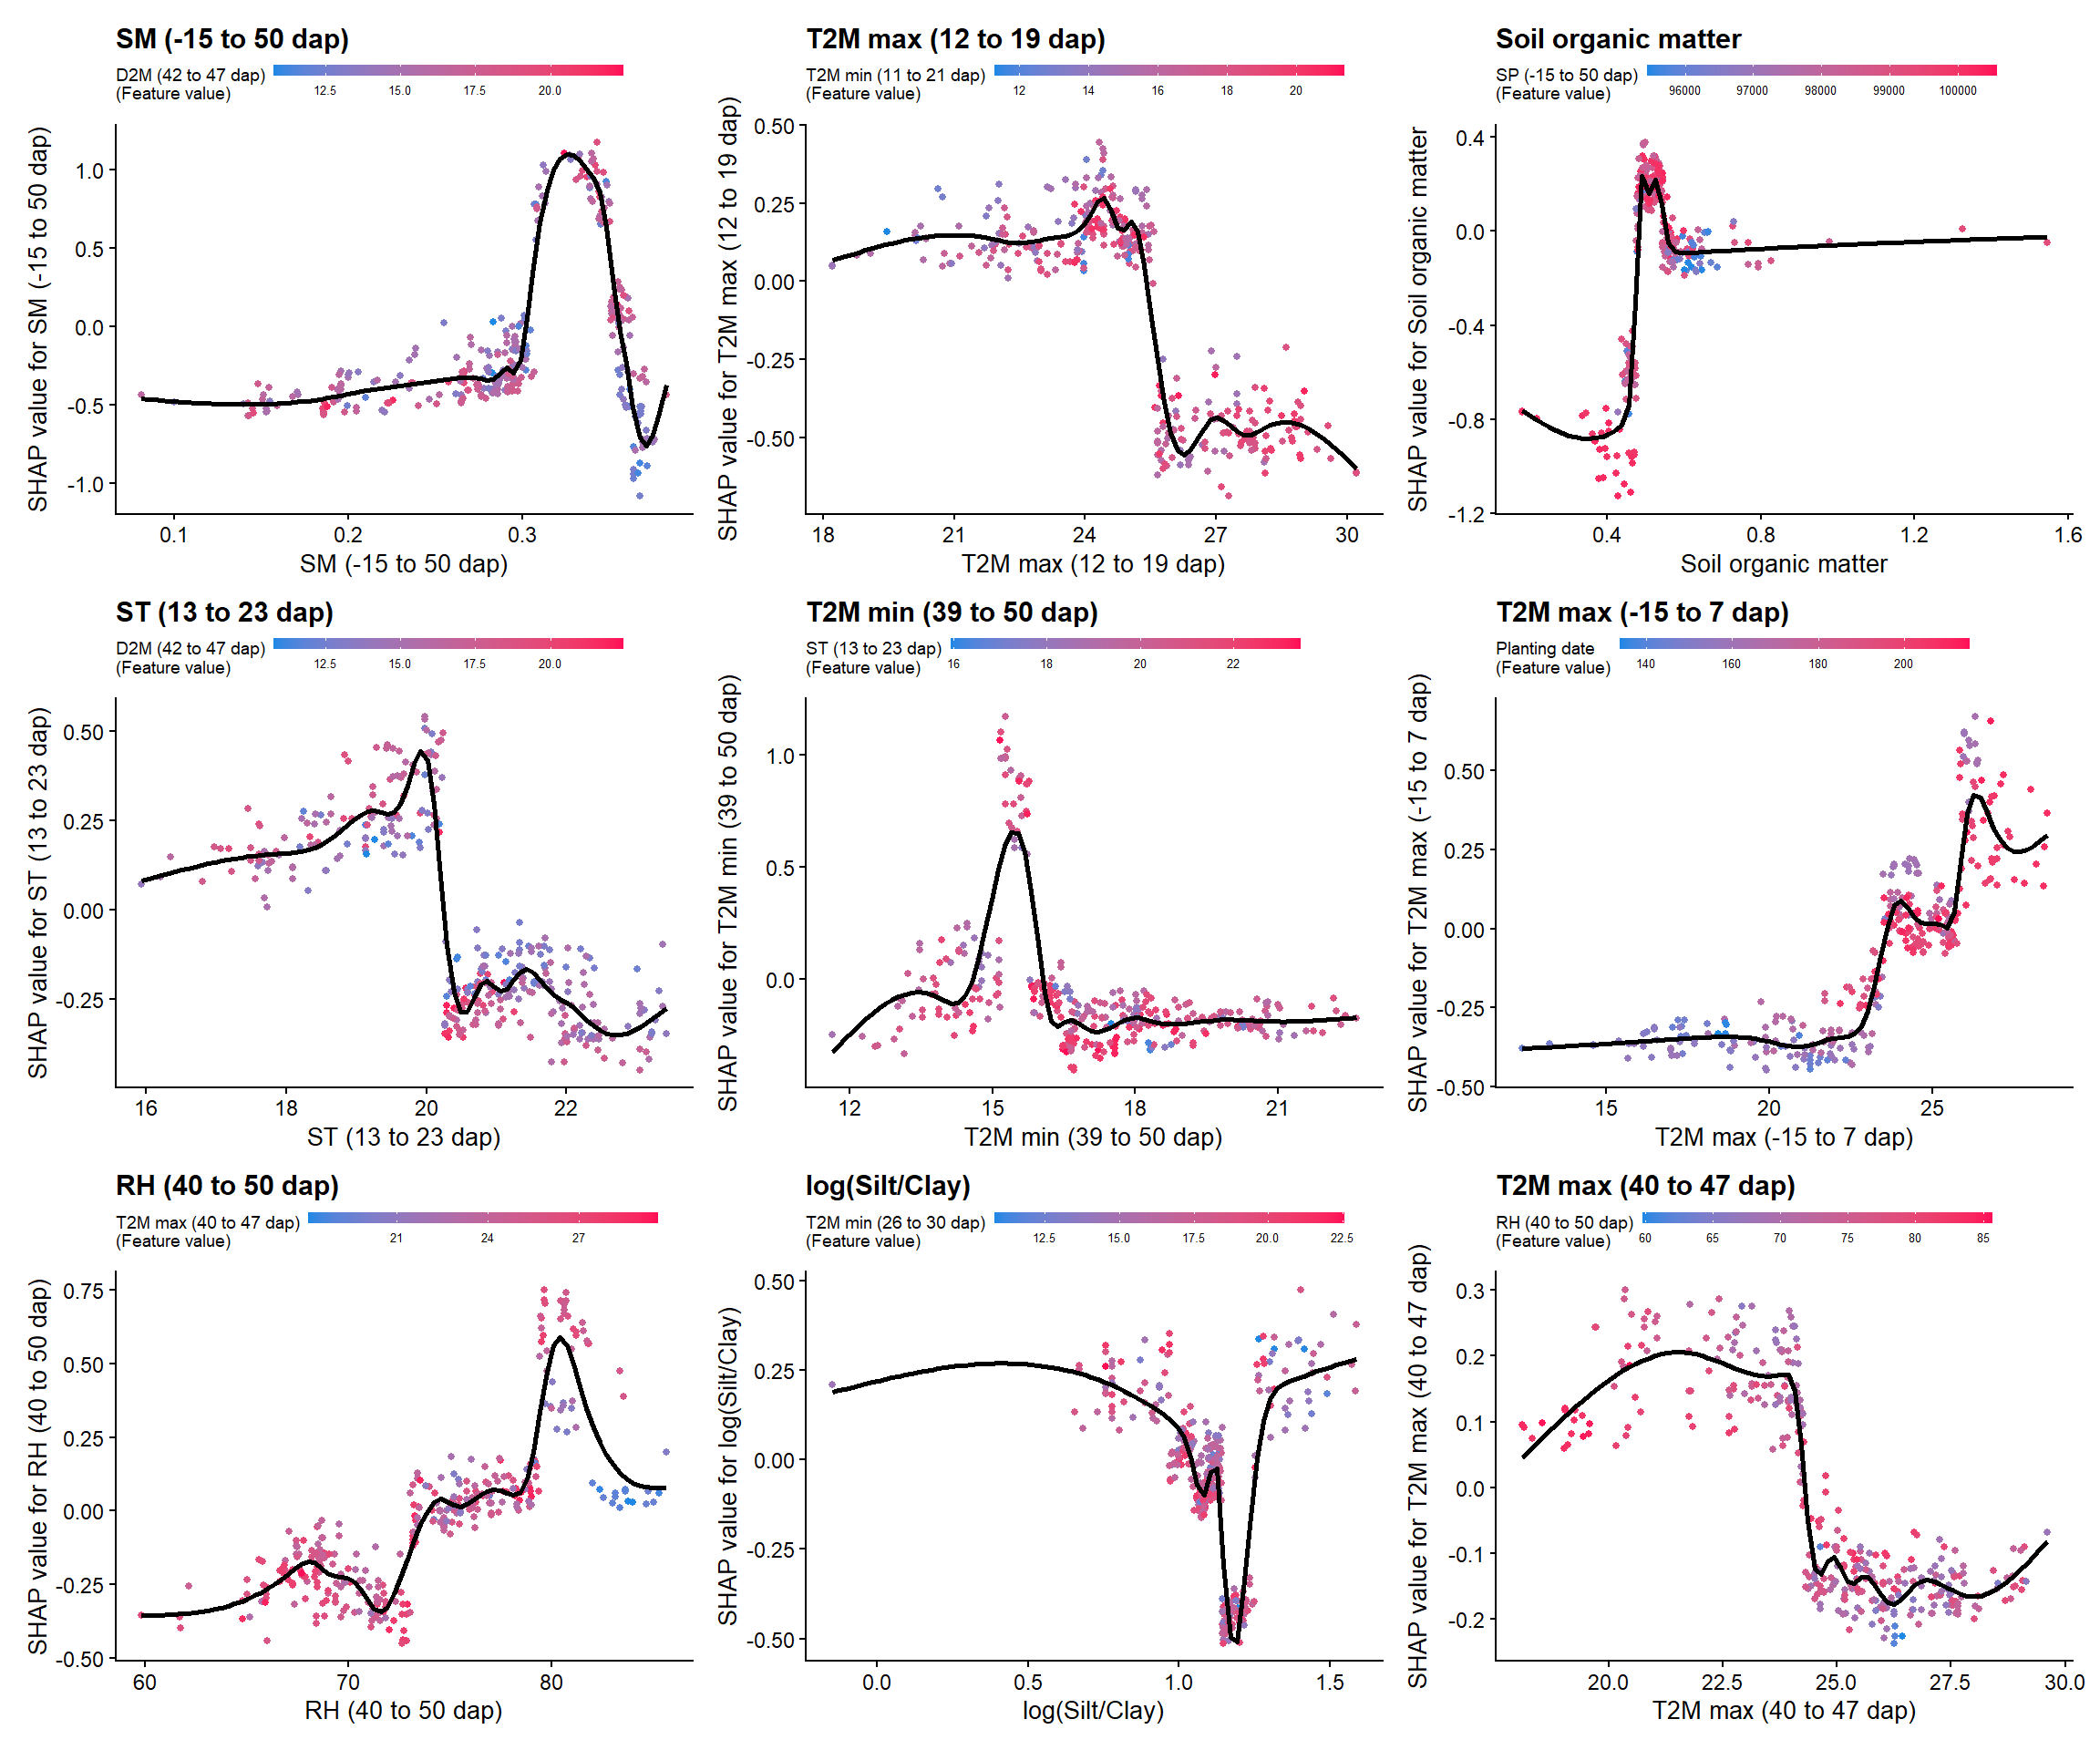 SM (-15 to 50 dap)
D2M (42 to 47 dap)
(Feature value)
12.5 15.0 17.5 20.0
SHAP value for SM (-15 to 50 dap)
1.0
0.5
0.0
-0.5
-1.0
0.1 0.2 0.3
SM (-15 to 50 dap)
T2M max (12 to 19 dap)
T2M min (11 to 21 dap)
(Feature value)
12 14 16 18 20
SHAP value for T2M max (12 to 19 dap)
0.50
0.25
0.00
-0.25
-0.50
18 21 24 27 30
T2M max (12 to 19 dap)
Soil organic matter
SP (-15 to 50 dap)
(Feature value)
96000 97000 98000 99000 100000
SHAP value for Soil organic matter
0.4
0.0
-0.4
-0.8
-1.2
0.4 0.8 1.2 1.6
Soil organic matter
ST (13 to 23 dap)
D2M (42 to 47 dap)
(Feature value)
12.5 15.0 17.5 20.0
SHAP value for ST (13 to 23 dap)
0.50
0.25
0.00
-0.25
16 18 20 22
ST (13 to 23 dap)
T2M min (39 to 50 dap)
ST (13 to 23 dap)
(Feature value)
16 18 20 22
SHAP value for T2M min (39 to 50 dap)
1.0
0.5
0.0
12 15 18 21
T2M min (39 to 50 dap)
T2M max (-15 to 7 dap)
Planting date
(Feature value)
140 160 180 200
SHAP value for T2M max (-15 to 7 dap)
0.50
0.25
0.00
-0.25
-0.50
15 20 25
T2M max (-15 to 7 dap)
RH (40 to 50 dap)
T2M max (40 to 47 dap)
(Feature value)
21 24 27
SHAP value for RH (40 to 50 dap)
0.75
0.50
0.25
0.00
-0.25
-0.50
60 70 80
RH (40 to 50 dap)
log(Silt/Clay)
T2M min (26 to 30 dap)
(Feature value)
12.5 15.0 17.5 20.0 22.5
SHAP value for log(Silt/Clay)
0.50
0.25
0.00
-0.25
-0.50
0.0 0.5 1.0 1.5
log(Silt/Clay)
T2M max (40 to 47 dap)
RH (40 to 50 dap)
(Feature value)
60 65 70 75 80 85
SHAP value for T2M max (40 to 47 dap)
0.3
0.2
0.1
0.0
-0.1
-0.2
20.0 22.5 25.0 27.5 30.0
T2M max (40 to 47 dap)